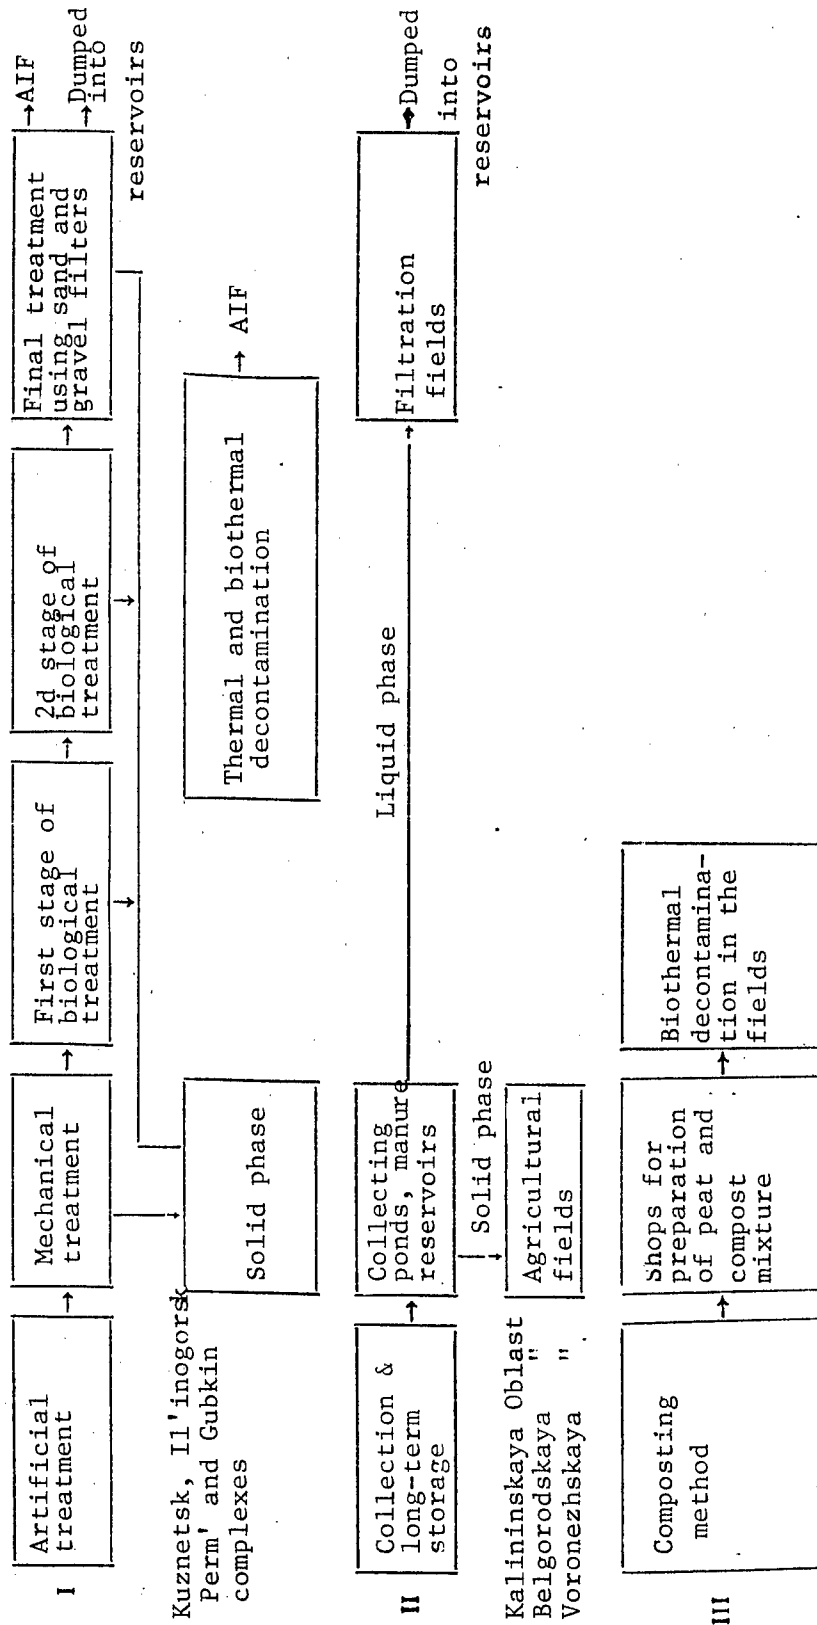 I
Artificial
treatment
Mechanical
treatment
First stage of
biological
treatment
2d stage of
biological
treatment
Final treatment
using sand and
gravel filters
→AIF
→Dumped
into
reservoirs
Kuznetsk, Il'inogorsk
Perm' and Gubkin
complexes
Solid phase
Thermal and biothermal
decontamination
→ AIF
II
Collection &
long-term
storage
Collecting
ponds, manure
reservoirs
Liquid phase
Filtration
fields
Dumped
into
reservoirs
Solid phase
Kalininskaya Oblast
Belgorodskaya "
Voronezhskaya "
Agricultural
fields
III
Composting
method
Shops for
preparation
of peat and
compost
mixture
Biothermal
decontamina-
tion in the
fields